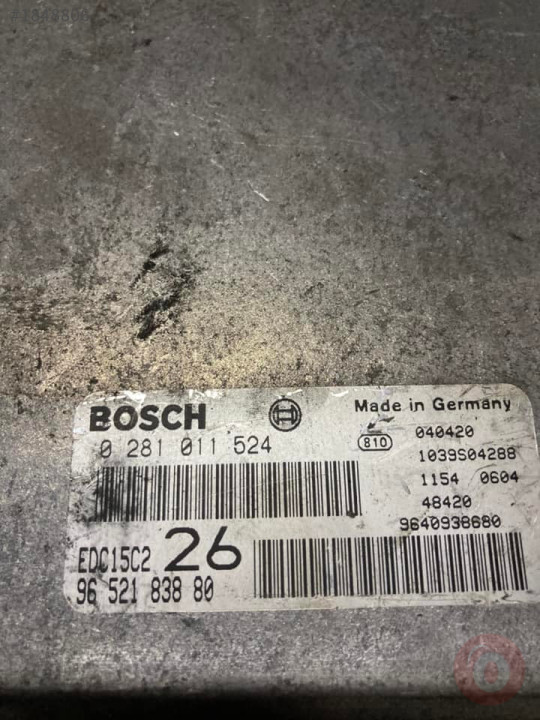 BOSCH
Made in Germany
0 281 011 524
810
040420
1039S04288
1154 0604
48420
9640938680
EDC15C2 26
96 521 838 80